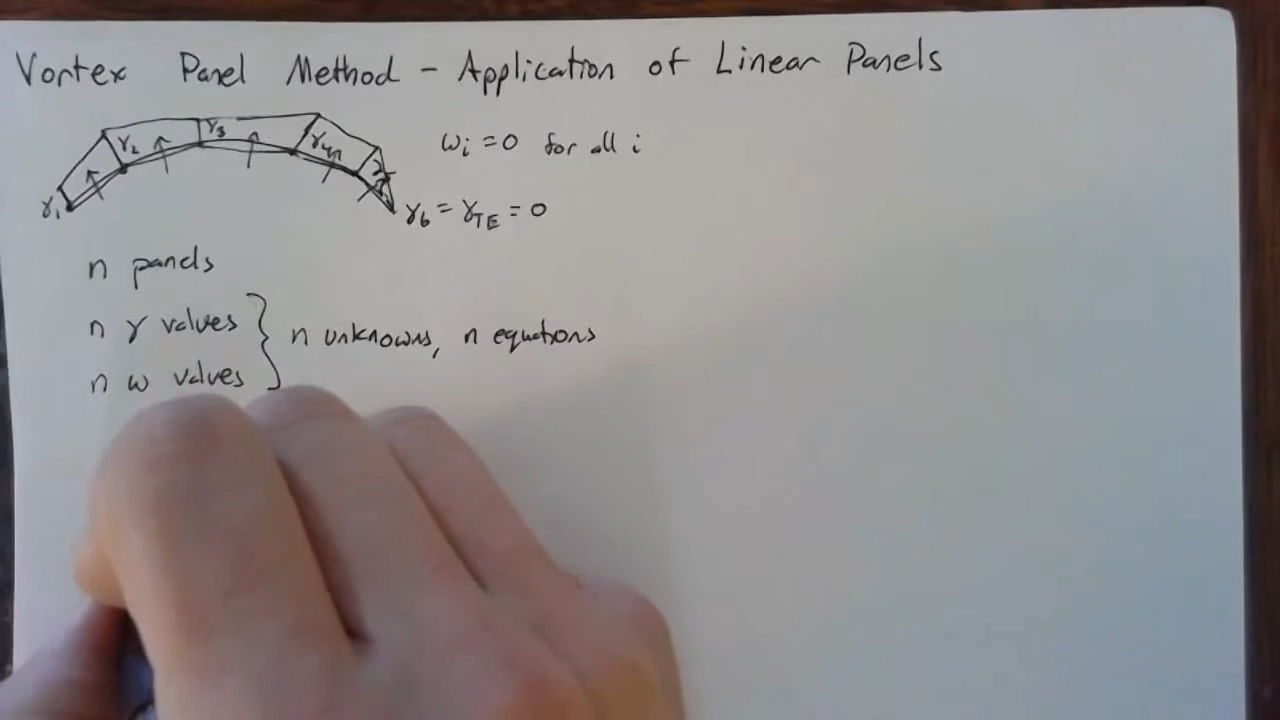 Vortex Panel Method - Application of Linear Panels
γ₂ γ₃
ωᵢ = 0 for all i
γ₁
γ₆ = γTE = 0
n panels
n γ values
n unknowns, n equations
n ω values